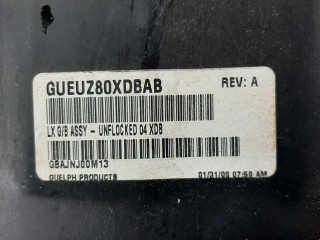 GUEUZ80XDBAB REV: A
LX G/B ASSY - UNFLOCKED 04 XDB
GBAJNJ00M13
GUELPH PRODUCTS 01/31/06 07:59 AM